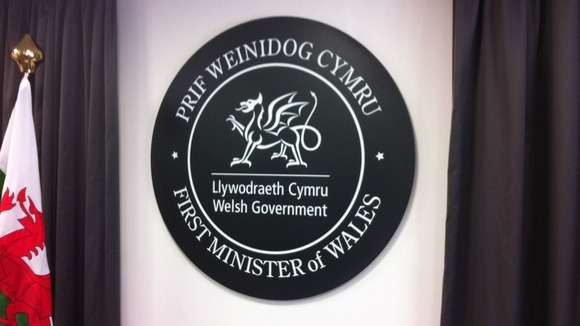 PRIF WEINIDOG CYMRU
Llywodraeth Cymru
Welsh Government
FIRST MINISTER of WALES